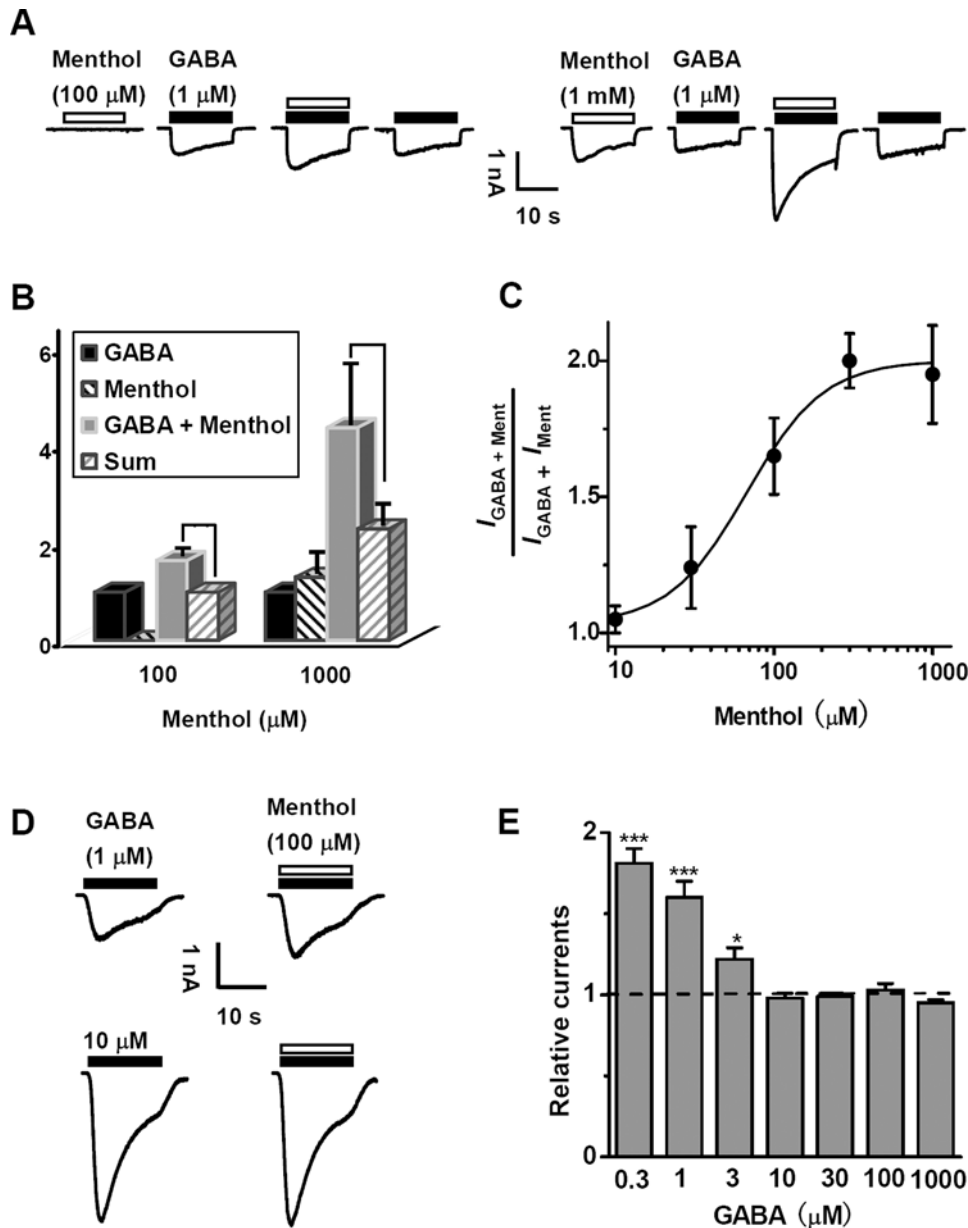 A
Menthol GABA Menthol GABA
(100 μM) (1 μM) (1 mM) (1 μM)
1 nA
10 s
B
6
4
2
0
GABA
Menthol
GABA + Menthol
Sum
100 1000
Menthol (μM)
C
I GABA + Ment
I GABA + I Ment
2.0
1.5
1.0
10 100 1000
Menthol (μM)
D
GABA Menthol
(1 μM) (100 μM)
1 nA
10 s
10 μM
E
Relative currents
2
1
0
*** *** *
0.3 1 3 10 30 100 1000
GABA (μM)